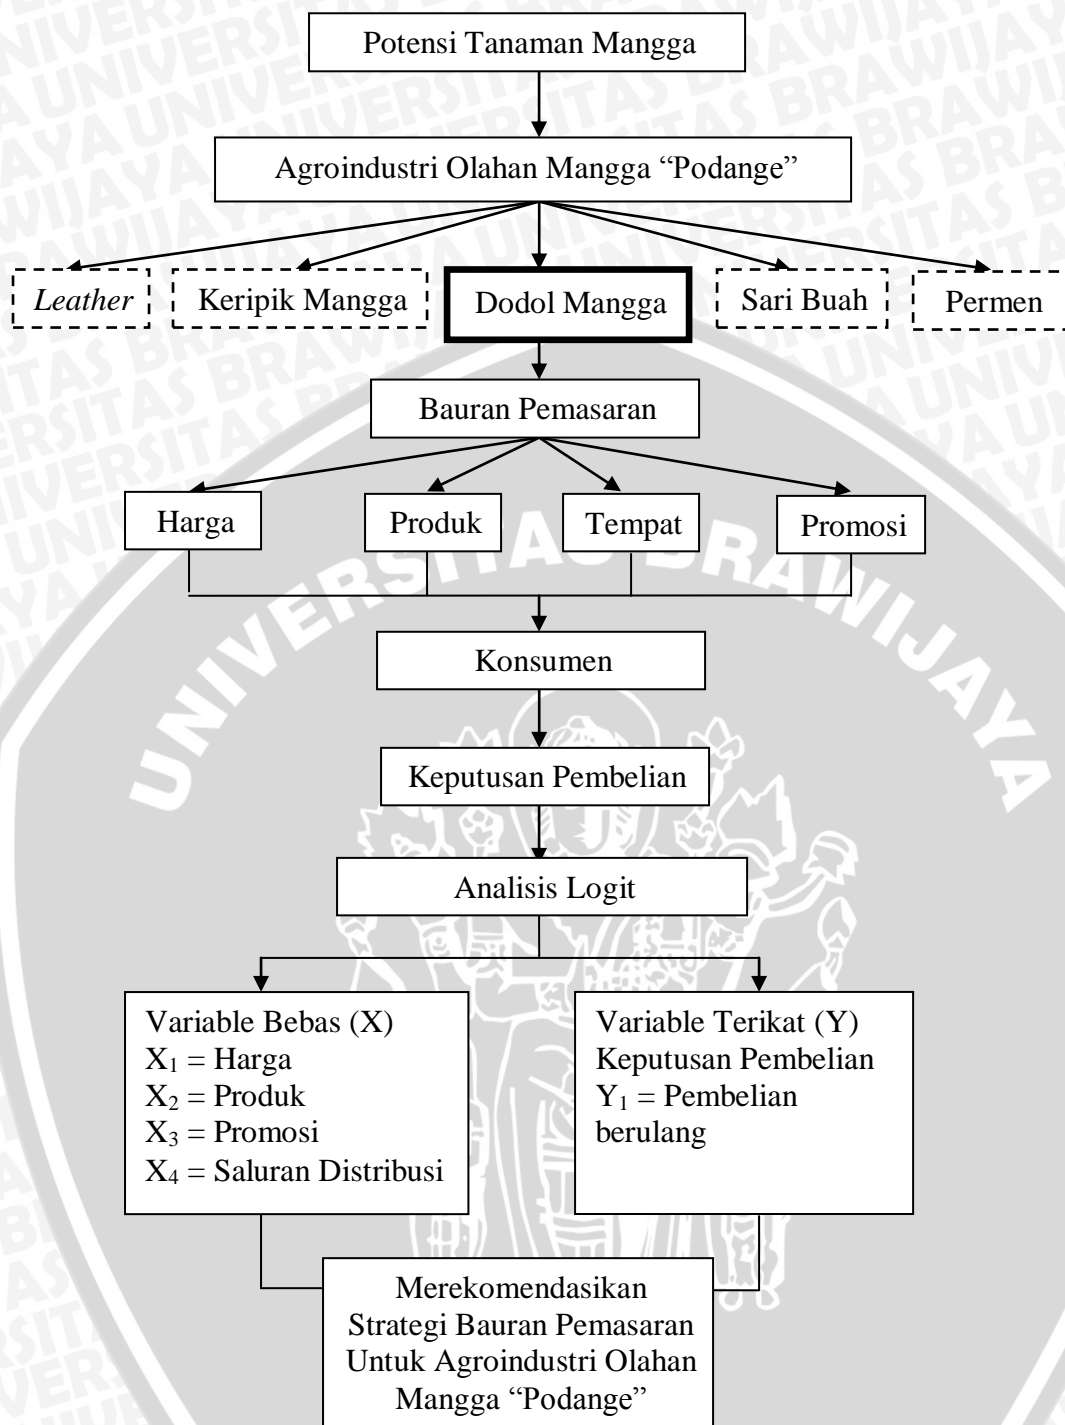 Potensi Tanaman Mangga
Agroindustri Olahan Mangga “Podange”
Leather
Keripik Mangga
Dodol Mangga
Sari Buah
Permen
Bauran Pemasaran
Harga
Produk
Tempat
Promosi
UNIVERSITAS BRAWIJAYA
Konsumen
Keputusan Pembelian
Analisis Logit
Variable Bebas (X)
X₁ = Harga
X₂ = Produk
X₃ = Promosi
X₄ = Saluran Distribusi
Variable Terikat (Y)
Keputusan Pembelian
Y₁ = Pembelian
berulang
Merekomendasikan
Strategi Bauran Pemasaran
Untuk Agroindustri Olahan
Mangga “Podange”